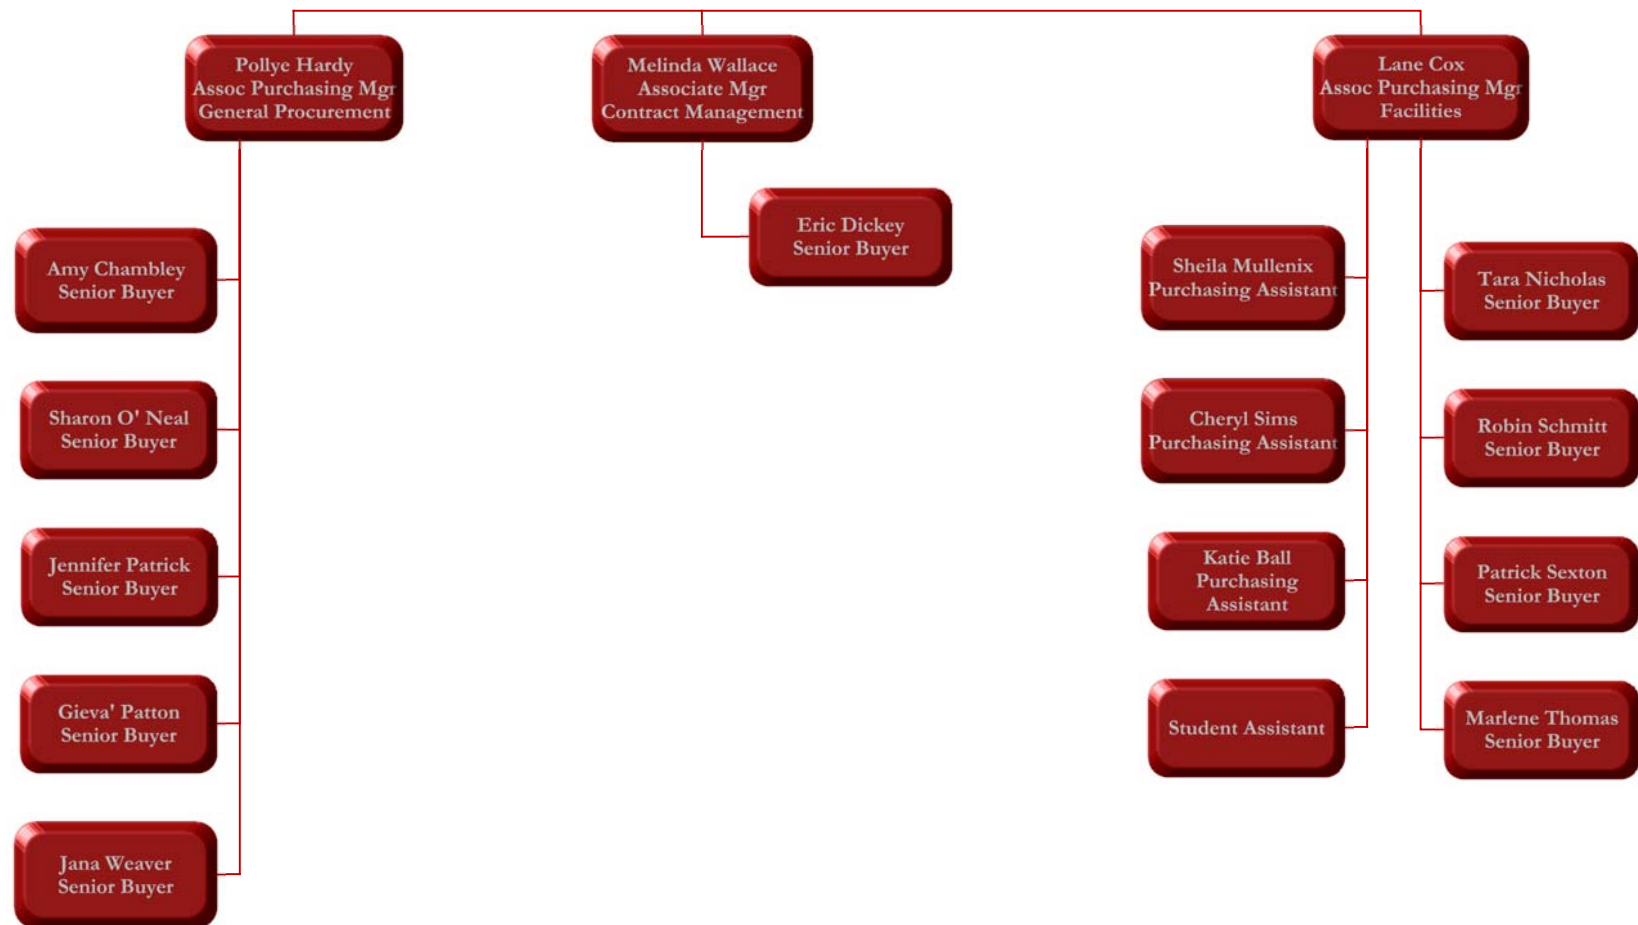 Pollye Hardy
Assoc Purchasing Mgr
General Procurement
Melinda Wallace
Associate Mgr
Contract Management
Lane Cox
Assoc Purchasing Mgr
Facilities
Amy Chambley
Senior Buyer
Sharon O' Neal
Senior Buyer
Jennifer Patrick
Senior Buyer
Gieva' Patton
Senior Buyer
Jana Weaver
Senior Buyer
Eric Dickey
Senior Buyer
Sheila Mullenix
Purchasing Assistant
Cheryl Sims
Purchasing Assistant
Katie Ball
Purchasing
Assistant
Student Assistant
Tara Nicholas
Senior Buyer
Robin Schmitt
Senior Buyer
Patrick Sexton
Senior Buyer
Marlene Thomas
Senior Buyer